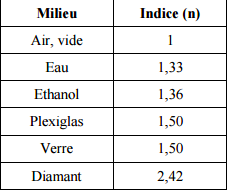 Milieu Indice (n)
Air, vide 1
Eau 1,33
Ethanol 1,36
Plexiglas 1,50
Verre 1,50
Diamant 2,42